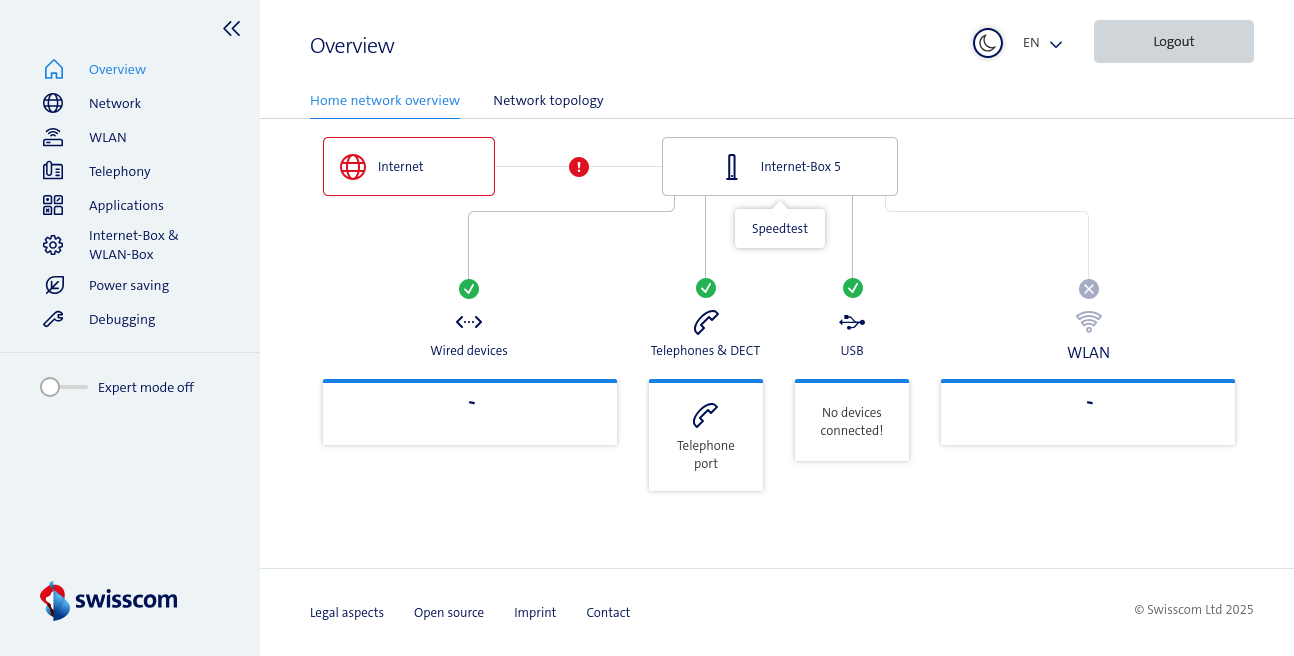 Overview
Network
WLAN
Telephony
Applications
Internet-Box &
WLAN-Box
Power saving
Debugging
Expert mode off
swisscom
Overview
EN
Logout
Home network overview
Network topology
Internet
Internet-Box 5
Speedtest
Wired devices
Telephones & DECT
USB
WLAN
Telephone
port
No devices
connected!
Legal aspects
Open source
Imprint
Contact
© Swisscom Ltd 2025